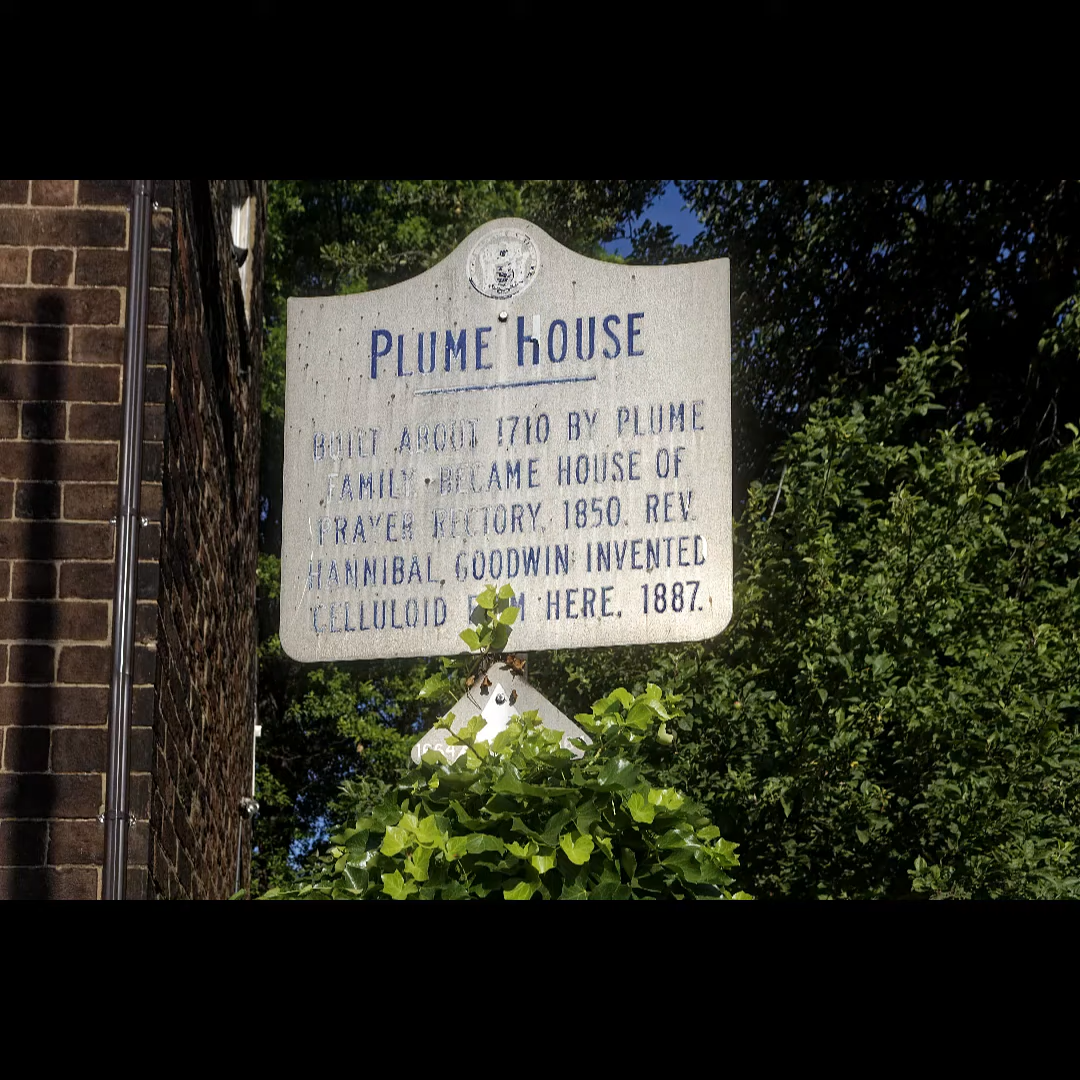 PLUME HOUSE
BUILT ABOUT 1710 BY PLUME
FAMILY. BECAME HOUSE OF
PRAYER RECTORY, 1850. REV.
HANNIBAL GOODWIN INVENTED
CELLULOID FILM HERE, 1887.